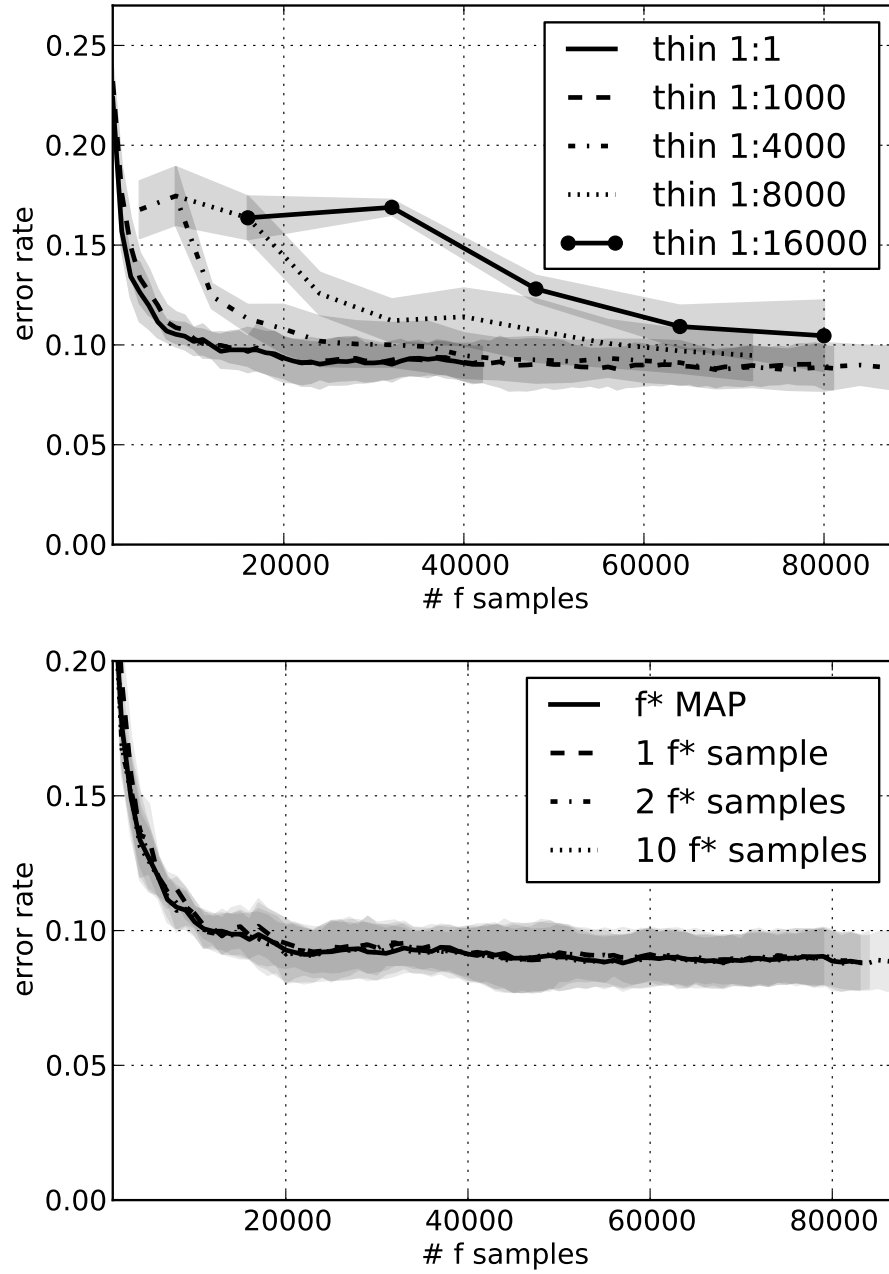 0.25
0.20
0.15
0.10
0.05
0.00
error rate
thin 1:1
thin 1:1000
thin 1:4000
thin 1:8000
thin 1:16000
20000 40000 60000 80000
# f samples
0.20
0.15
0.10
0.05
0.00
error rate
f* MAP
1 f* sample
2 f* samples
10 f* samples
20000 40000 60000 80000
# f samples